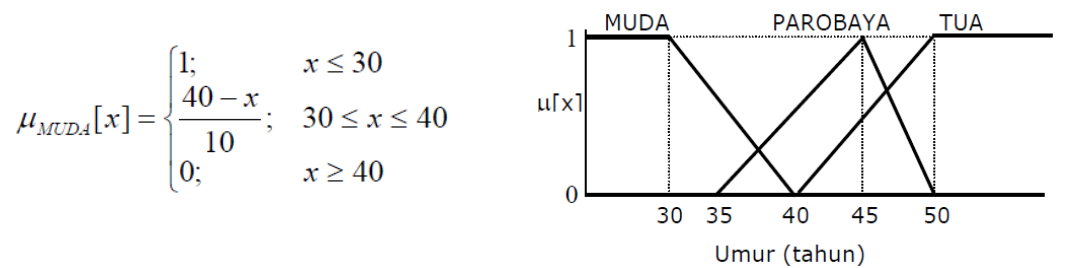 μ_MUDA[x] = { 1; x ≤ 30
(40 − x)/10; 30 ≤ x ≤ 40
0; x ≥ 40
MUDA PAROBAYA TUA
1
μ[x]
0
30 35 40 45 50
Umur (tahun)